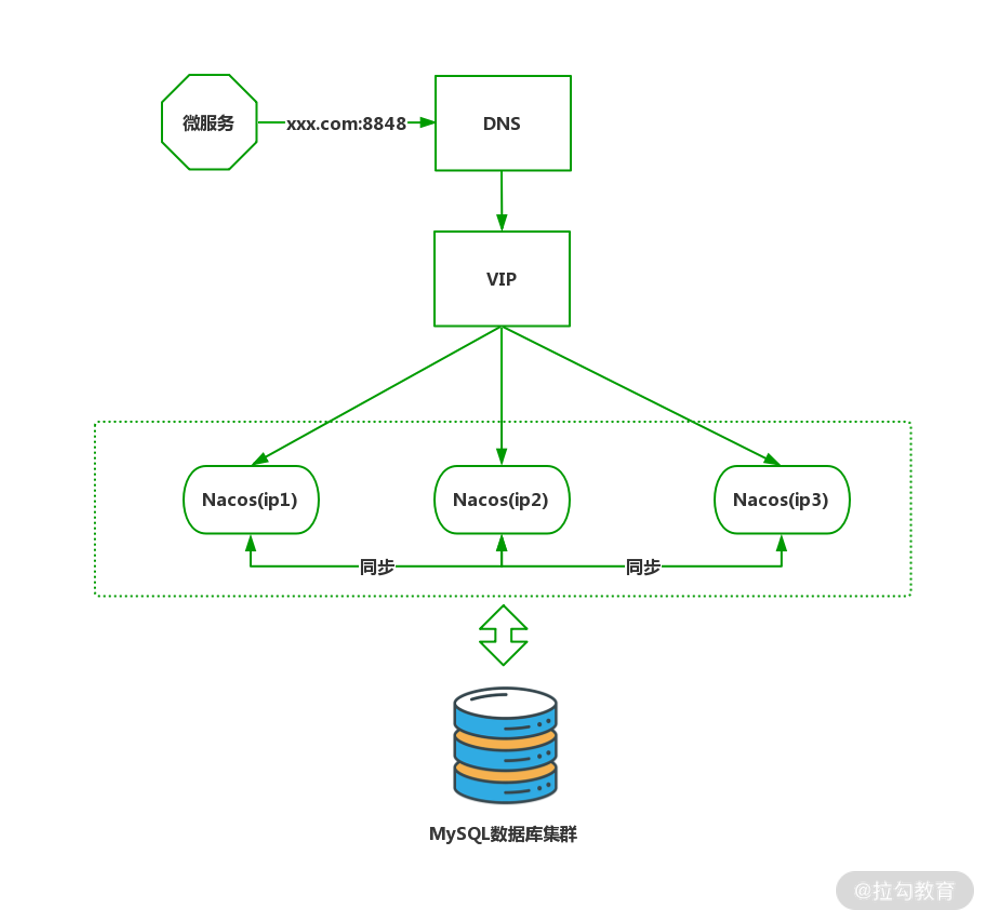 微服务
xxx.com:8848
DNS
VIP
Nacos(ip1)
Nacos(ip2)
Nacos(ip3)
同步
同步
MySQL数据库集群
@拉勾教育